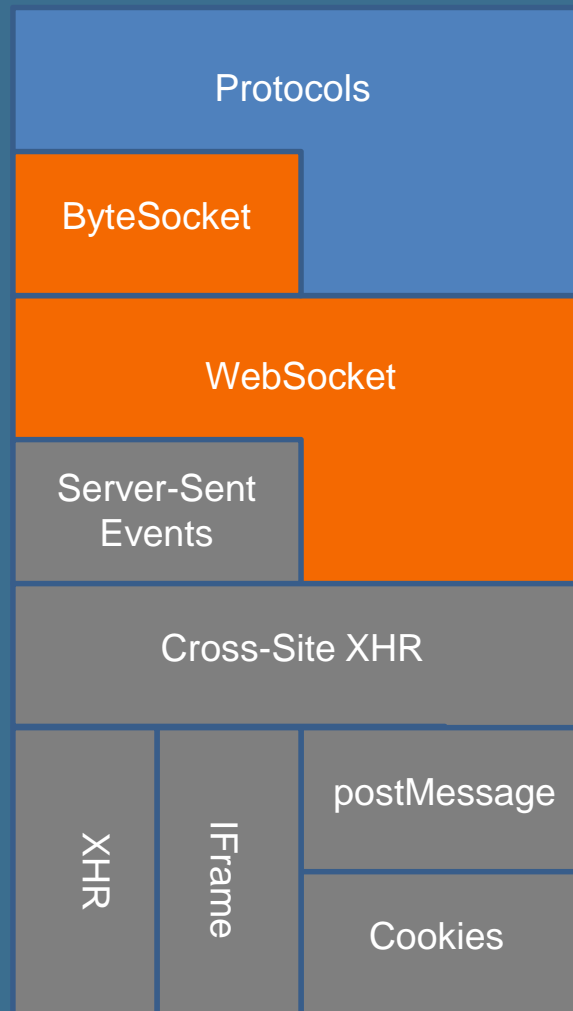 Protocols
ByteSocket
WebSocket
Server-Sent
Events
Cross-Site XHR
XHR
IFrame
postMessage
Cookies